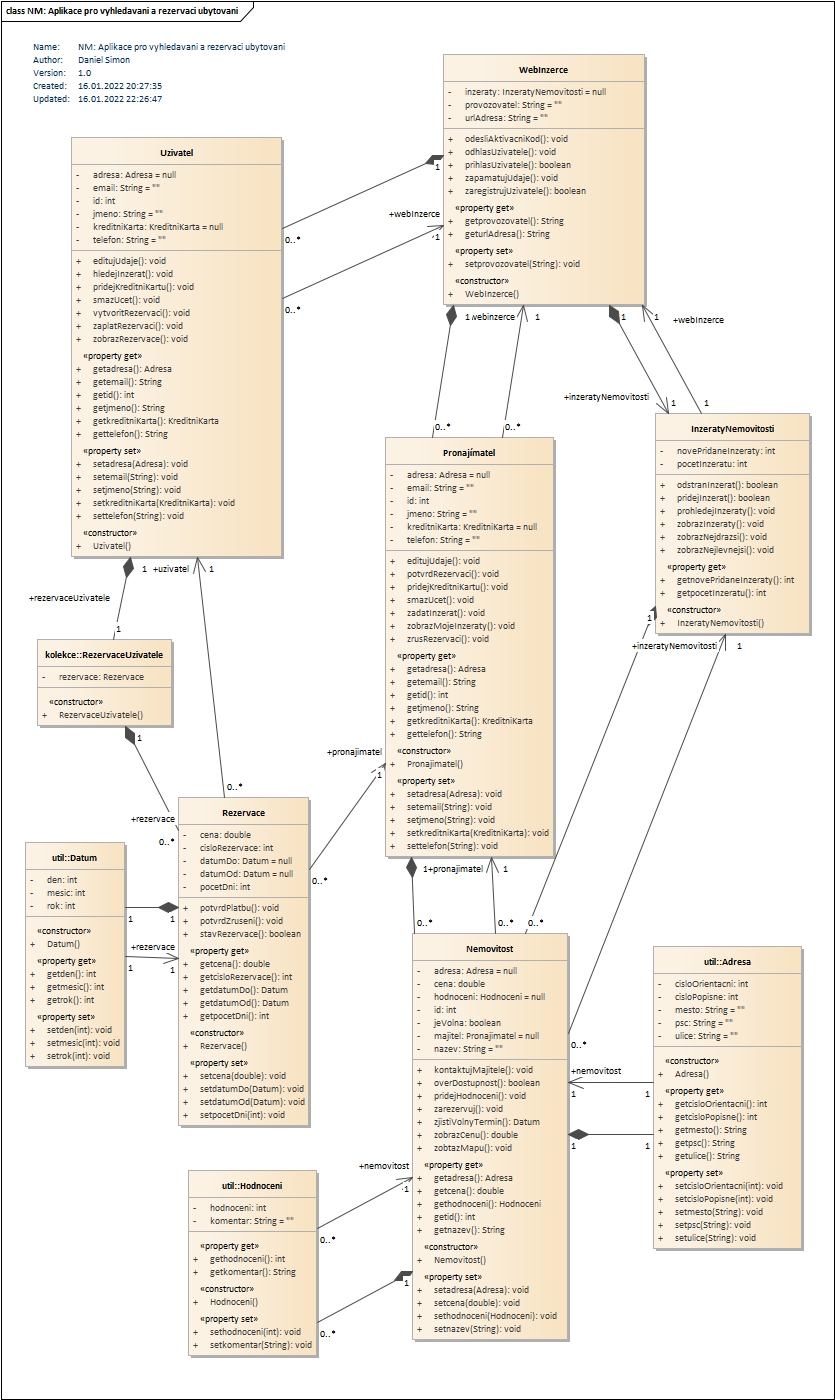 class NM: Aplikace pro vyhledavani a rezervaci ubytovani
Name: NM: Aplikace pro vyhledavani a rezervaci ubytovani
Author: Daniel Simon
Version: 1.0
Created: 16.01.2022 20:27:35
Updated: 16.01.2022 22:26:47
WebInzerce
- inzeraty: InzeratyNemovitosti = null
- provozovatel: String = ""
- urlAdresa: String = ""
+ odesliAktivacniKod(): void
+ odhlasUzivatele(): void
+ prihlasUzivatele(): boolean
+ zapamatujUdaje(): void
+ zaregistrujUzivatele(): boolean
«property get»
+ getprovozovatel(): String
+ geturlAdresa(): String
«property set»
+ setprovozovatel(String): void
«constructor»
+ WebInzerce()
Uzivatel
- adresa: Adresa = null
- email: String = ""
- id: int
- jmeno: String = ""
- kreditniKarta: KreditniKarta = null
- telefon: String = ""
+ editujUdaje(): void
+ hledejInzerat(): void
+ pridejKreditniKartu(): void
+ smazUcet(): void
+ vytvoritRezervaci(): void
+ zaplatRezervaci(): void
+ zobrazRezervace(): void
«property get»
+ getadresa(): Adresa
+ getemail(): String
+ getid(): int
+ getjmeno(): String
+ getkreditniKarta(): KreditniKarta
+ gettelefon(): String
«property set»
+ setadresa(Adresa): void
+ setemail(String): void
+ setjmeno(String): void
+ setkreditniKarta(KreditniKarta): void
+ settelefon(String): void
«constructor»
+ Uzivatel()
1
0..*
+webInzerce
1
0..*
1
webinzerce
1
0..*
0..*
1
+inzeratyNemovitosti
1
1
+webInzerce
1
InzeratyNemovitosti
- novePridaneInzeraty: int
- pocetInzeratu: int
+ odstranInzerat(): boolean
+ pridejInzerat(): boolean
+ prohledejInzeraty(): void
+ zobrazInzeraty(): void
+ zobrazNejdrazsi(): void
+ zobrazNejlevnejsi(): void
«property get»
+ getnovePridaneInzeraty(): int
+ getpocetInzeratu(): int
«constructor»
+ InzeratyNemovitosti()
Pronajímatel
- adresa: Adresa = null
- email: String = ""
- id: int
- jmeno: String = ""
- kreditniKarta: KreditniKarta = null
- telefon: String = ""
+ editujUdaje(): void
+ potvrdRezervaci(): void
+ pridejKreditniKartu(): void
+ smazUcet(): void
+ zadatInzerat(): void
+ zobrazMojeInzeraty(): void
+ zrusRezervaci(): void
«property get»
+ getadresa(): Adresa
+ getemail(): String
+ getid(): int
+ getjmeno(): String
+ getkreditniKarta(): KreditniKarta
+ gettelefon(): String
«constructor»
+ Pronajimatel()
«property set»
+ setadresa(Adresa): void
+ setemail(String): void
+ setjmeno(String): void
+ setkreditniKarta(KreditniKarta): void
+ settelefon(String): void
1
+uzivatel
1
+rezervaceUzivatele
1
kolekce::RezervaceUzivatele
- rezervace: Rezervace
«constructor»
+ RezervaceUzivatele()
1
+rezervace
0..*
0..*
+pronajimatel
1
0..*
1
+inzeratyNemovitosti
1
Rezervace
- cena: double
- cisloRezervace: int
- datumDo: Datum = null
- datumOd: Datum = null
- pocetDni: int
+ potvrdPlatbu(): void
+ potvrdZruseni(): void
+ stavRezervace(): boolean
«property get»
+ getcena(): double
+ getcisloRezervace(): int
+ getdatumDo(): Datum
+ getdatumOd(): Datum
+ getpocetDni(): int
«constructor»
+ Rezervace()
«property set»
+ setcena(double): void
+ setdatumDo(Datum): void
+ setdatumOd(Datum): void
+ setpocetDni(int): void
util::Datum
- den: int
- mesic: int
- rok: int
«constructor»
+ Datum()
«property get»
+ getden(): int
+ getmesic(): int
+ getrok(): int
«property set»
+ setden(int): void
+ setmesic(int): void
+ setrok(int): void
1
1
+rezervace
1
1
1
+pronajimatel
1
0..*
0..*
0..*
Nemovitost
- adresa: Adresa = null
- cena: double
- hodnoceni: Hodnoceni = null
- id: int
- jeVolna: boolean
- majitel: Pronajimatel = null
- nazev: String = ""
+ kontaktujMajitele(): void
+ overDostupnost(): boolean
+ pridejHodnoceni(): void
+ zarezervuj(): void
+ zjistiVolnyTermin(): Datum
+ zobrazCenu(): double
+ zobtazMapu(): void
«property get»
+ getadresa(): Adresa
+ getcena(): double
+ gethodnoceni(): Hodnoceni
+ getid(): int
+ getnazev(): String
«constructor»
+ Nemovitost()
«property set»
+ setadresa(Adresa): void
+ setcena(double): void
+ sethodnoceni(Hodnoceni): void
+ setnazev(String): void
0..*
+nemovitost
1
1
1
1
util::Adresa
- cisloOrientacni: int
- cisloPopisne: int
- mesto: String = ""
- psc: String = ""
- ulice: String = ""
«constructor»
+ Adresa()
«property get»
+ getcisloOrientacni(): int
+ getcisloPopisne(): int
+ getmesto(): String
+ getpsc(): String
+ getulice(): String
«property set»
+ setcisloOrientacni(int): void
+ setcisloPopisne(int): void
+ setmesto(String): void
+ setpsc(String): void
+ setulice(String): void
util::Hodnoceni
- hodnoceni: int
- komentar: String = ""
«property get»
+ gethodnoceni(): int
+ getkomentar(): String
«constructor»
+ Hodnoceni()
«property set»
+ sethodnoceni(int): void
+ setkomentar(String): void
+nemovitost
1
0..*
1
0..*